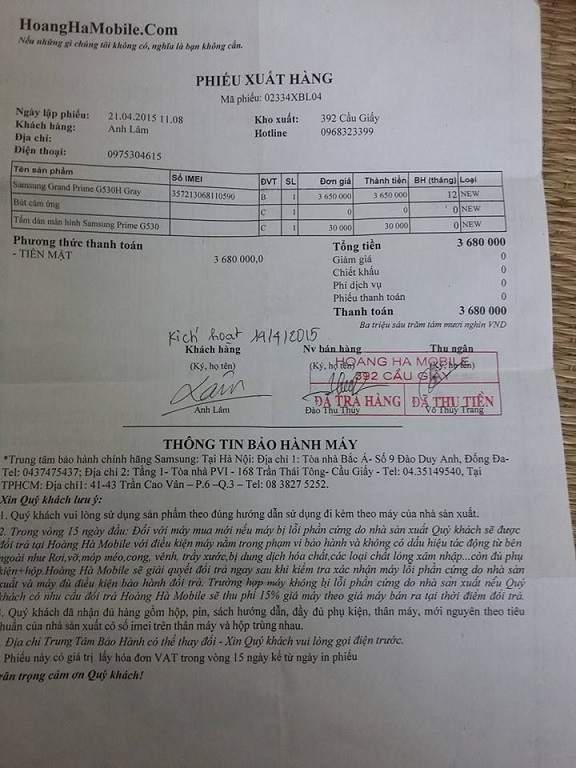 HoangHaMobile.Com
Nếu những gì chúng tôi không có, nghĩa là bạn không cần.
PHIẾU XUẤT HÀNG
Mã phiếu: 02334XBL04
Ngày lập phiếu: 21.04.2015 11.08 Kho xuất: 392 Cầu Giấy
Khách hàng: Anh Lâm Hotline 0968323399
Địa chỉ:
Điện thoại: 0975304615
Tên sản phẩm Số IMEI ĐVT SL Đơn giá Thành tiền BH (tháng) Loại
Samsung Grand Prime G530H Gray 357213068110590 B 1 3 650 000 3 650 000 12 NEW
Bút cảm ứng C 1 0 0 0 NEW
Tấm dán màn hình Samsung Prime G530 C 1 30 000 30 000 0 NEW
Phương thức thanh toán Tổng tiền 3 680 000
- TIỀN MẶT 3 680 000,0 Giảm giá 0
Chiết khấu 0
Phí dịch vụ 0
Phiếu thanh toán 0
Thanh toán 3 680 000
Ba triệu sáu trăm tám mươi nghìn VND
Kích hoạt 19/4/2015
Khách hàng Nv bán hàng Thu ngân
(Ký, họ tên) (Ký, họ tên) (Ký, họ tên)
HOANG HA MOBILE
392 CẦU GIẤY
ĐÃ TRẢ HÀNG ĐÃ THU TIỀN
Lâm
Anh Lâm Đào Thu Thủy Võ Thùy Trang
THÔNG TIN BẢO HÀNH MÁY
*Trung tâm bảo hành chính hãng Samsung: Tại Hà Nội: Địa chỉ 1: Tòa nhà Bắc Á- Số 9 Đào Duy Anh, Đống Đa-
Tel: 0437475437; Địa chỉ 2: Tầng 1- Tòa nhà PVI - 168 Trần Thái Tông- Cầu Giấy - Tel: 04.35149540, Tại
TPHCM: Địa chỉ1: 41-43 Trần Cao Vân – P.6 –Q.3 – Tel: 08 3827 5252.
Xin Quý khách lưu ý:
1. Quý khách vui lòng sử dụng sản phẩm theo đúng hướng dẫn sử dụng đi kèm theo máy của nhà sản xuất.
2. Trong vòng 15 ngày đầu: Đối với máy mua mới nếu máy bị lỗi phần cứng do nhà sản xuất Quý khách sẽ được
đổi trả tại Hoàng Hà Mobile với điều kiện máy nằm trong phạm vi bảo hành và không có dấu hiệu tác động từ bên
ngoài như Rơi,vỡ,móp méo,cong, vênh, trầy xước,bị dung dịch hóa chất,các loại chất lỏng xâm nhập...còn đủ phụ
kiện+hộp.Hoàng Hà Mobile sẽ giải quyết đổi trả ngay sau khi kiểm tra xác nhận máy lỗi phần cứng do nhà sản
xuất và máy đủ điều kiện bảo hành đổi trả. Trường hợp máy không bị lỗi phần cứng do nhà sản xuất nếu Quý
khách có nhu cầu đổi trả Hoàng Hà Mobile sẽ thu phí 15% giá máy theo giá máy bán ra tại thời điểm đổi trả.
. Quý khách đã nhận đủ hàng gồm hộp, pin, sách hướng dẫn, đầy đủ phụ kiện, thân máy, mới nguyên theo tiêu
chuẩn của nhà sản xuất có số imei trên thân máy và hộp trùng nhau.
. Địa chỉ Trung Tâm Bảo Hành có thể thay đổi - Xin Quý khách vui lòng gọi điện trước.
Phiếu này có giá trị lấy hóa đơn VAT trong vòng 15 ngày kể từ ngày in phiếu
rân trọng cảm ơn Quý khách!